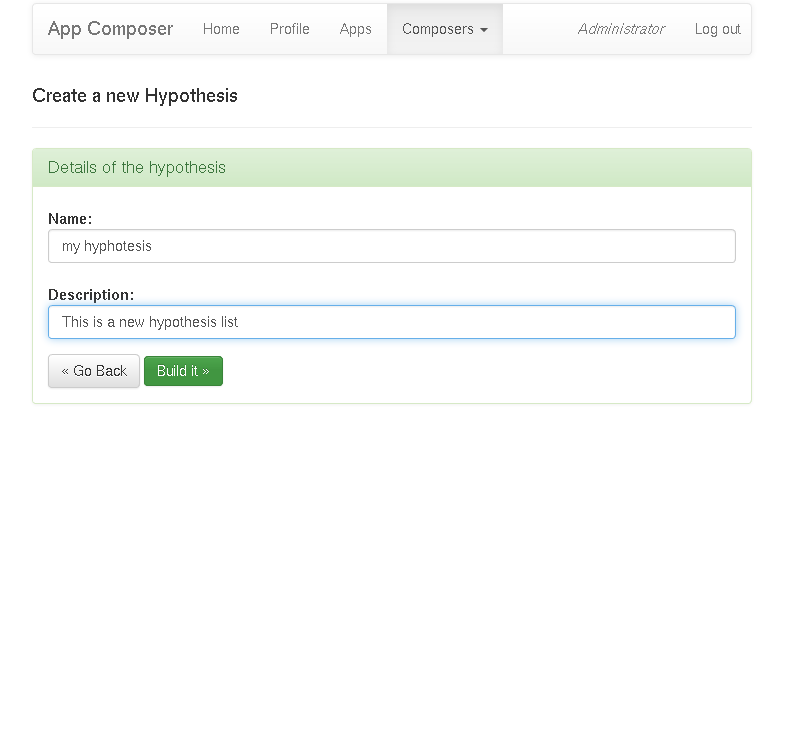 App Composer Home Profile Apps Composers Administrator Log out
Create a new Hypothesis
Details of the hypothesis
Name:
my hyphotesis
Description:
This is a new hypothesis list
« Go Back Build it »